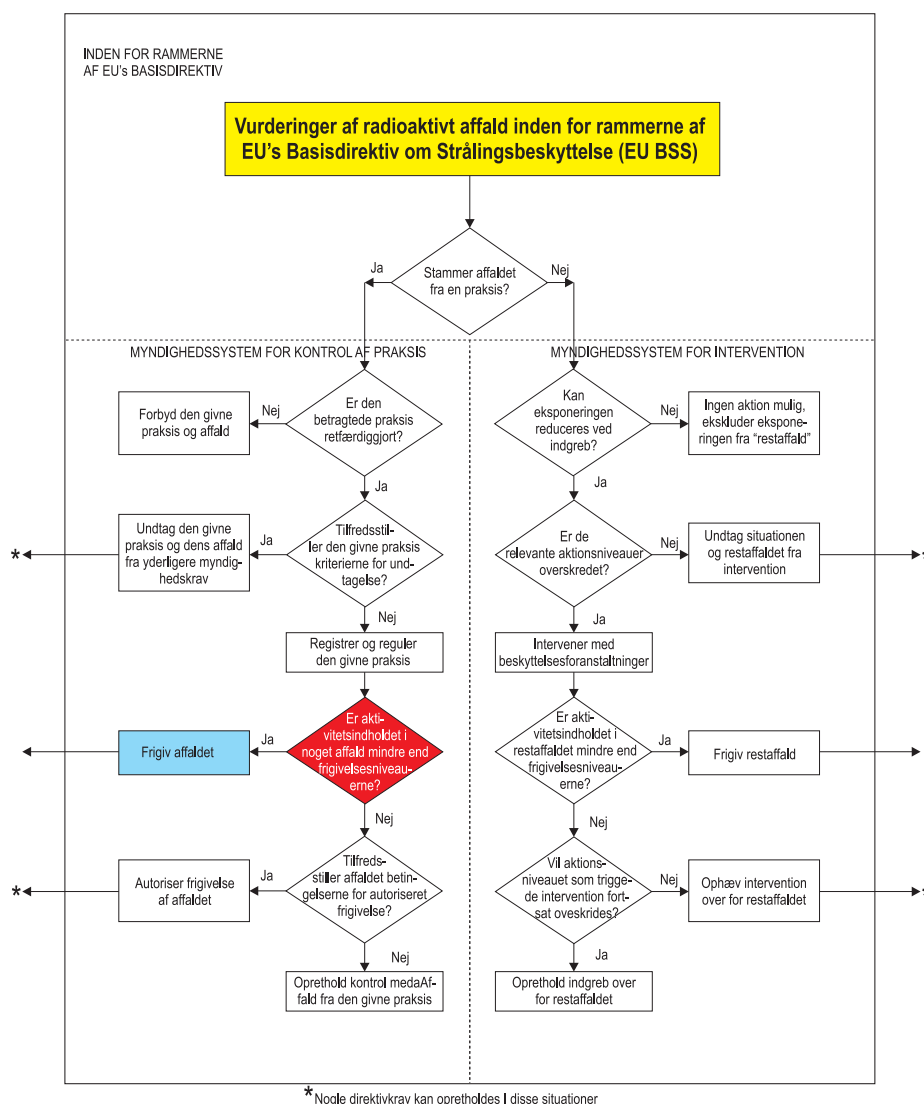 INDEN FOR RAMMERNE
AF EU's BASISDIREKTIV
Vurderinger af radioaktivt affald inden for rammerne af
EU's Basisdirektiv om Strålingsbeskyttelse (EU BSS)
Stammer affaldet
fra en praksis?
Ja
Nej
MYNDIGHEDSSYSTEM FOR KONTROL AF PRAKSIS
Er den
betragtede praksis
retfærdiggjort?
Nej
Forbyd den givne
praksis og affald
Ja
Tilfredsstil-
ler den givne praksis
kriterierne for und-
tagelse?
Ja
Undtag den givne
praksis og dens affald
fra yderligere myndig-
hedskrav
*
Nej
Registrer og reguler
den givne praksis
Er akti-
vitetsindholdet i
noget affald mindre end
frigivelsesniveau-
erne?
Ja
Frigiv affaldet
Nej
Tilfreds-
stiller affaldet betin-
gelserne for autoriseret
frigivelse?
Ja
Autoriser frigivelse
af affaldet
*
Nej
Oprethold kontrol medaAf-
fald fra den givne praksis
MYNDIGHEDSSYSTEM FOR INTERVENTION
Kan
eksponeringen
reduceres ved
indgreb?
Nej
Ingen aktion mulig,
ekskluder ekspone-
ringen fra "restaffald"
Ja
Er de
relevante aktionsniveauer
overskredet?
Nej
Undtag situationen
og restaffaldet fra
intervention
*
Ja
Intervener med
beskyttelsesforanstaltninger
Er aktivi-
vitetsindholdet i
restaffaldet mindre end
frigivelsesniveau-
erne?
Ja
Frigiv restaffald
Nej
Vil aktions-
niveauet som trigge-
de intervention fort-
sat oveskrides?
Nej
Ophæv intervention
over for restaffaldet
*
Ja
Oprethold indgreb over
for restaffaldet
* Nogle direktivkrav kan opretholdes I disse situationer